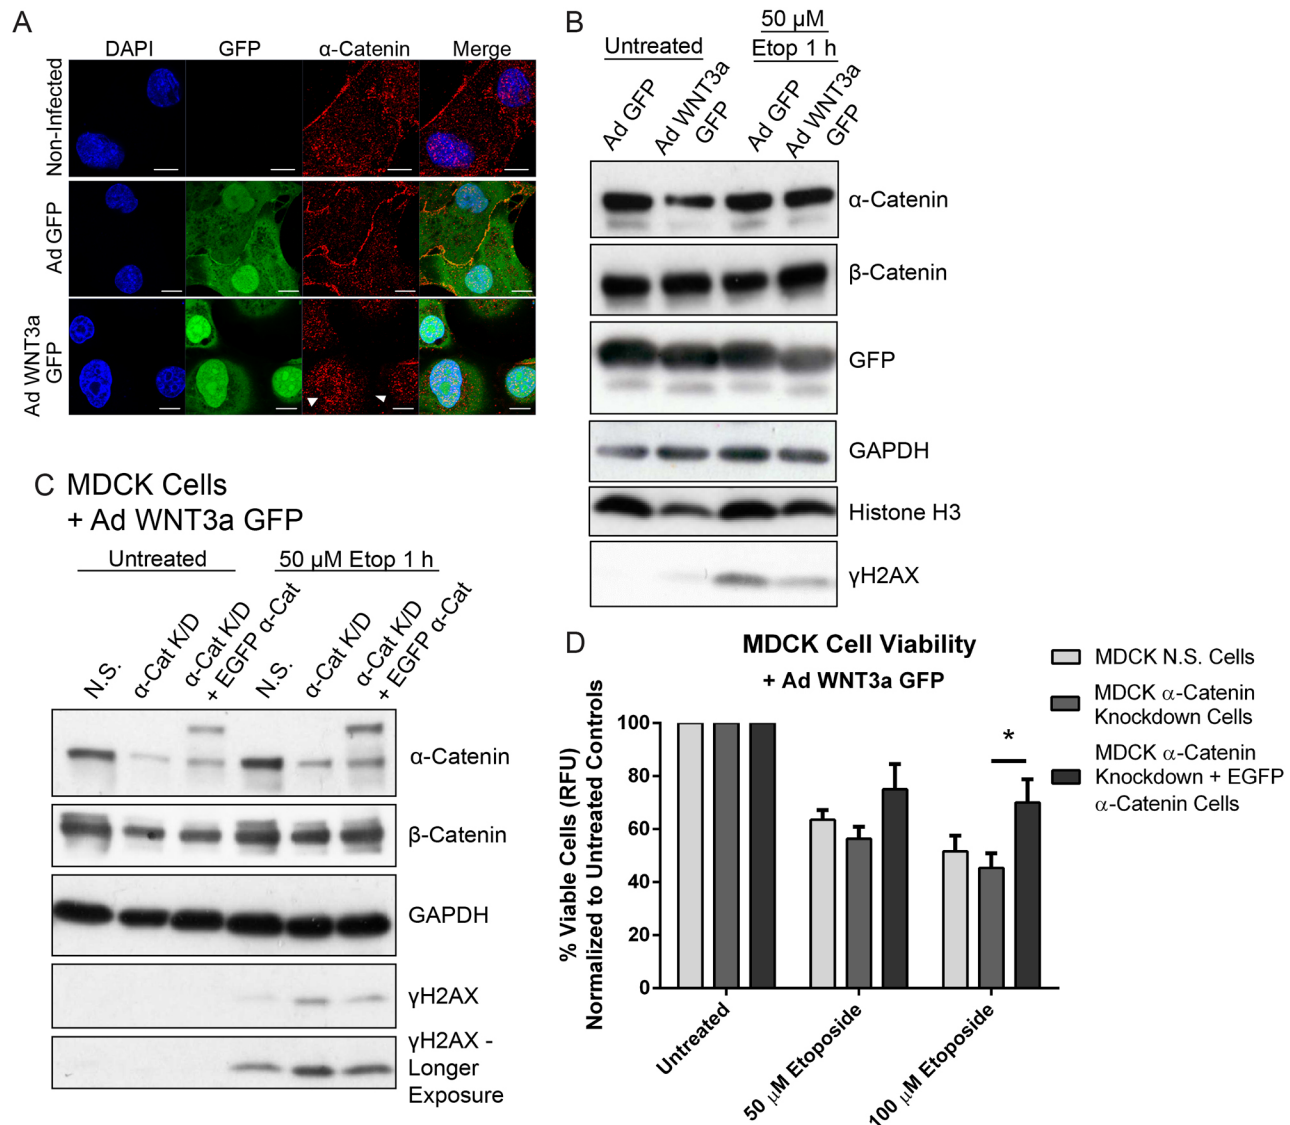 A
DAPI GFP α-Catenin Merge
Non-Infected
Ad GFP
Ad WNT3a
GFP
B
Untreated
50 µM
Etop 1 h
Ad GFP
Ad WNT3a
GFP
Ad GFP
Ad WNT3a
GFP
α-Catenin
β-Catenin
GFP
GAPDH
Histone H3
γH2AX
C MDCK Cells
+ Ad WNT3a GFP
Untreated 50 µM Etop 1 h
N.S.
α-Cat K/D
α-Cat K/D
+ EGFP α-Cat
N.S.
α-Cat K/D
α-Cat K/D
+ EGFP α-Cat
α-Catenin
β-Catenin
GAPDH
γH2AX
γH2AX -
Longer
Exposure
D
MDCK Cell Viability
+ Ad WNT3a GFP
% Viable Cells (RFU)
Normalized to Untreated Controls
100
80
60
40
20
0
*
Untreated
50 µM Etoposide
100 µM Etoposide
MDCK N.S. Cells
MDCK α-Catenin
Knockdown Cells
MDCK α-Catenin
Knockdown + EGFP
α-Catenin Cells